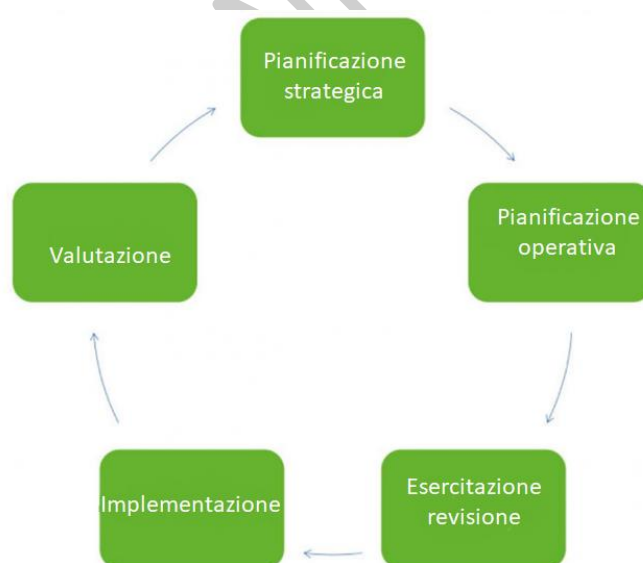 Pianificazione
strategica
Pianificazione
operativa
Esercitazione
revisione
Implementazione
Valutazione